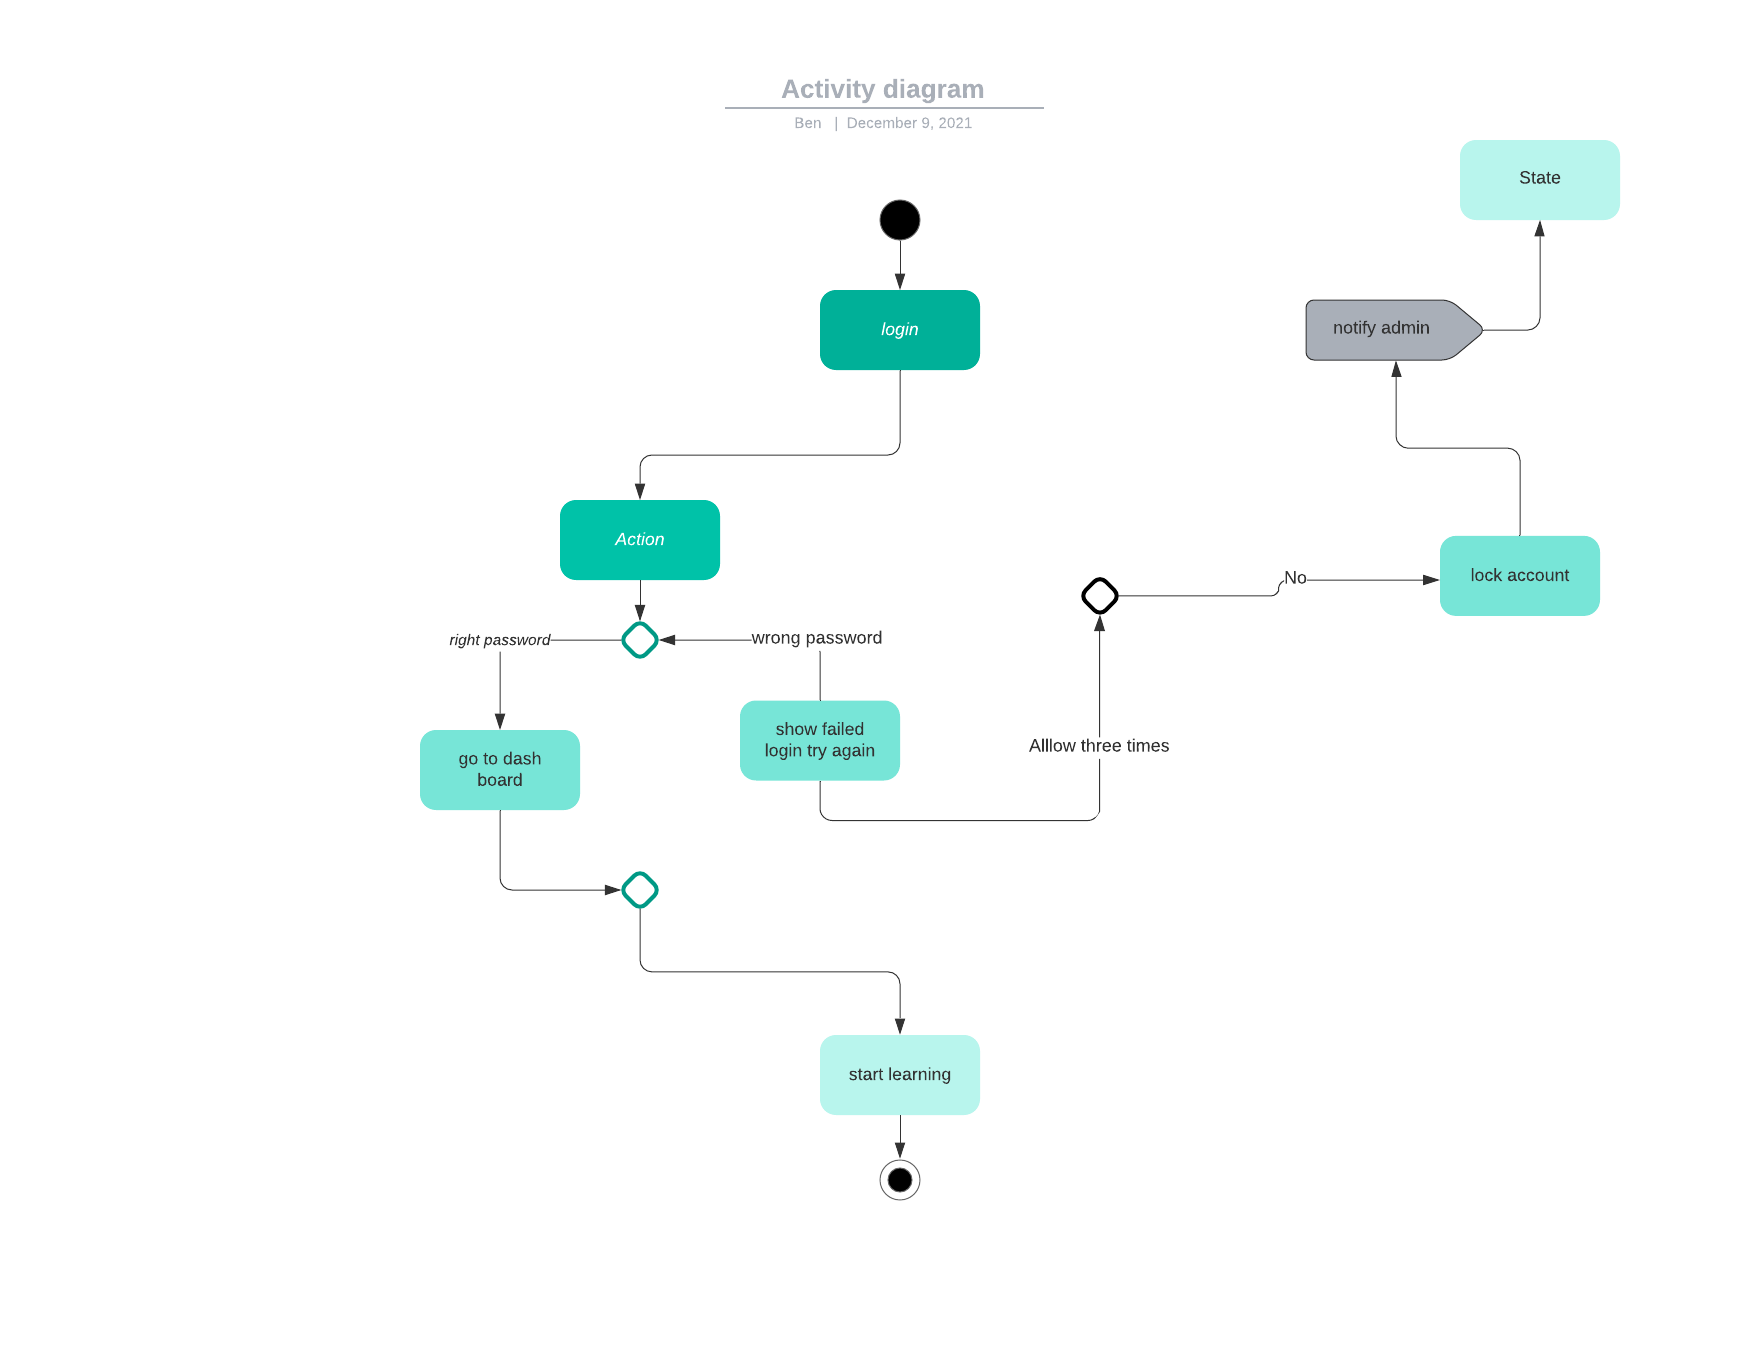 Activity diagram
Ben | December 9, 2021
State
login
notify admin
Action
No
lock account
right password
wrong password
show failed
login try again
Alllow three times
go to dash
board
start learning